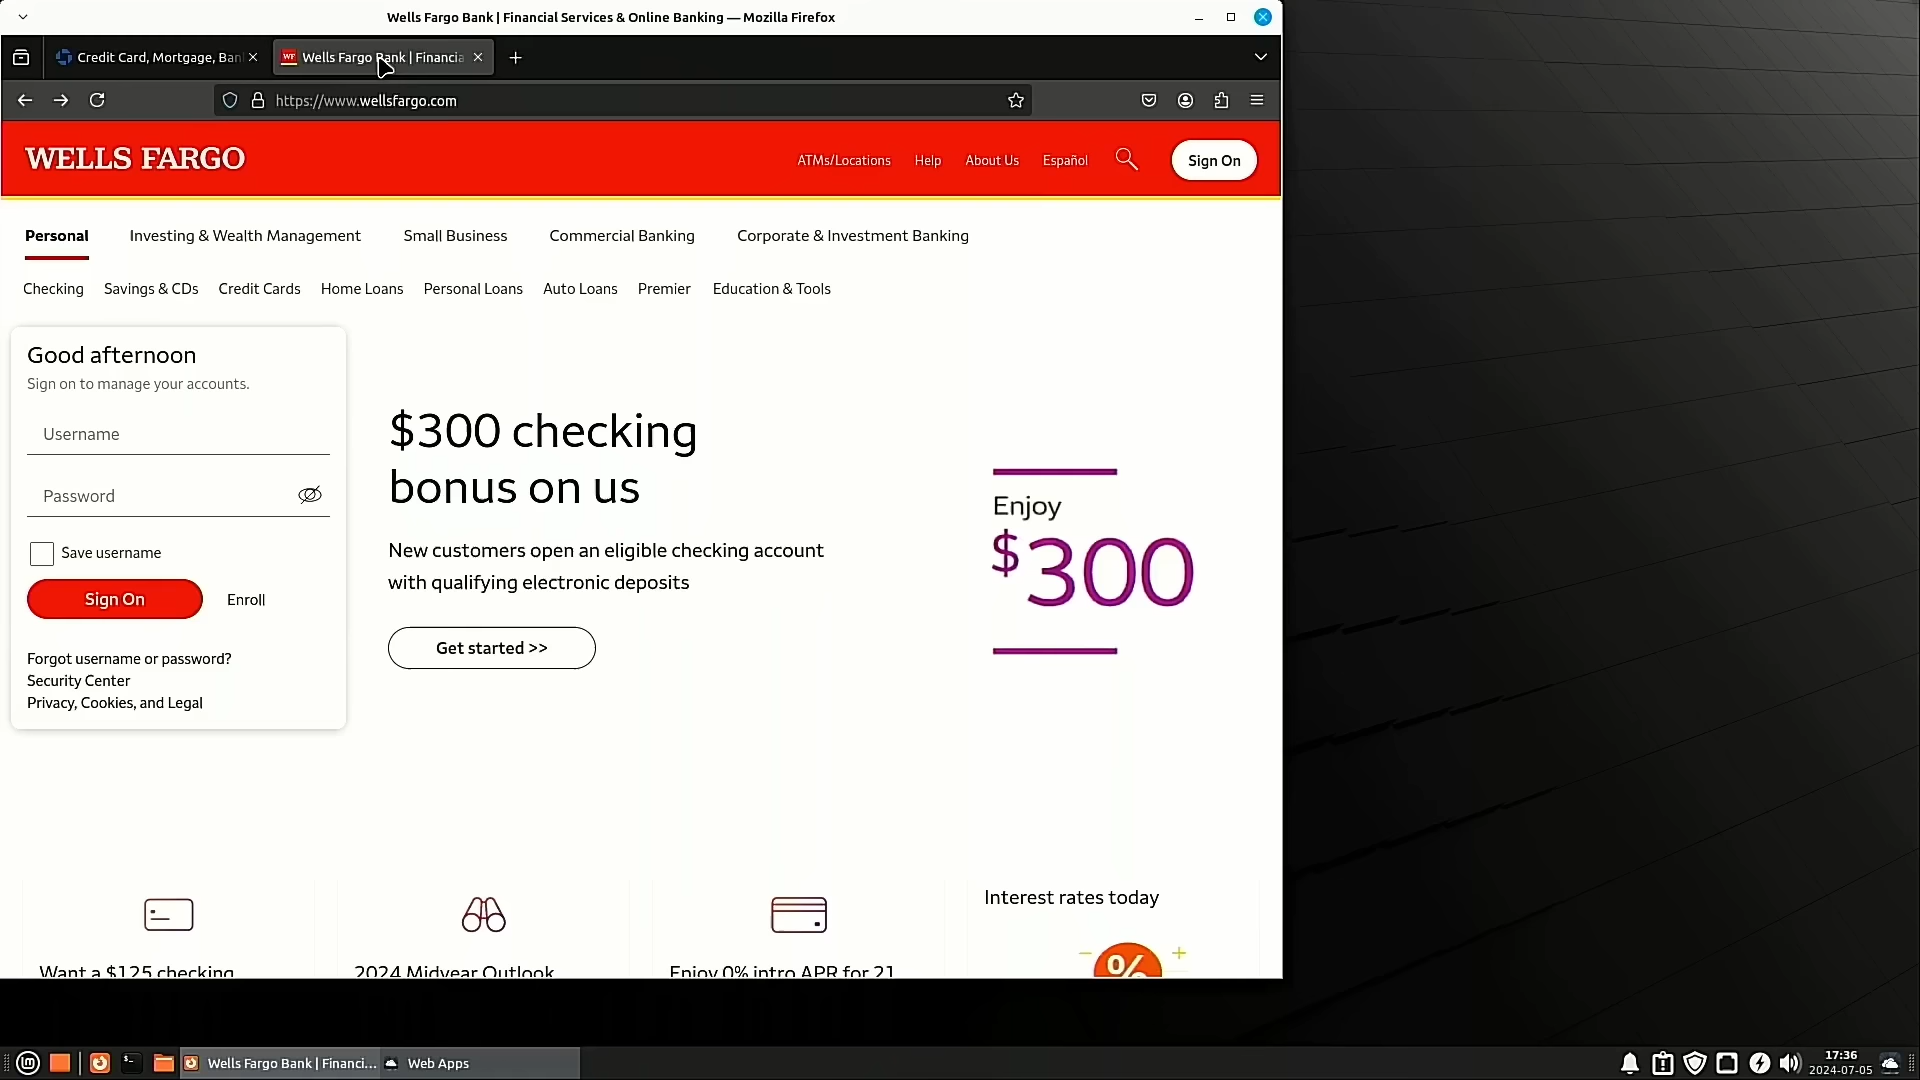 Wells Fargo Bank | Financial Services & Online Banking — Mozilla Firefox
Credit Card, Mortgage, Ban
WF Wells Fargo Bank | Financia
https://www.wellsfargo.com
WELLS FARGO
ATMs/Locations Help About Us Español Sign On
Personal Investing & Wealth Management Small Business Commercial Banking Corporate & Investment Banking
Checking Savings & CDs Credit Cards Home Loans Personal Loans Auto Loans Premier Education & Tools
Good afternoon
Sign on to manage your accounts.
Username
Password
Save username
Sign On Enroll
Forgot username or password?
Security Center
Privacy, Cookies, and Legal
$300 checking
bonus on us
New customers open an eligible checking account
with qualifying electronic deposits
Get started >>
Enjoy
$300
Want a $125 checking
2024 Midyear Outlook
Enjoy 0% intro APR for 21
Interest rates today
%
Wells Fargo Bank | Financi...
Web Apps
17:36
2024-07-05